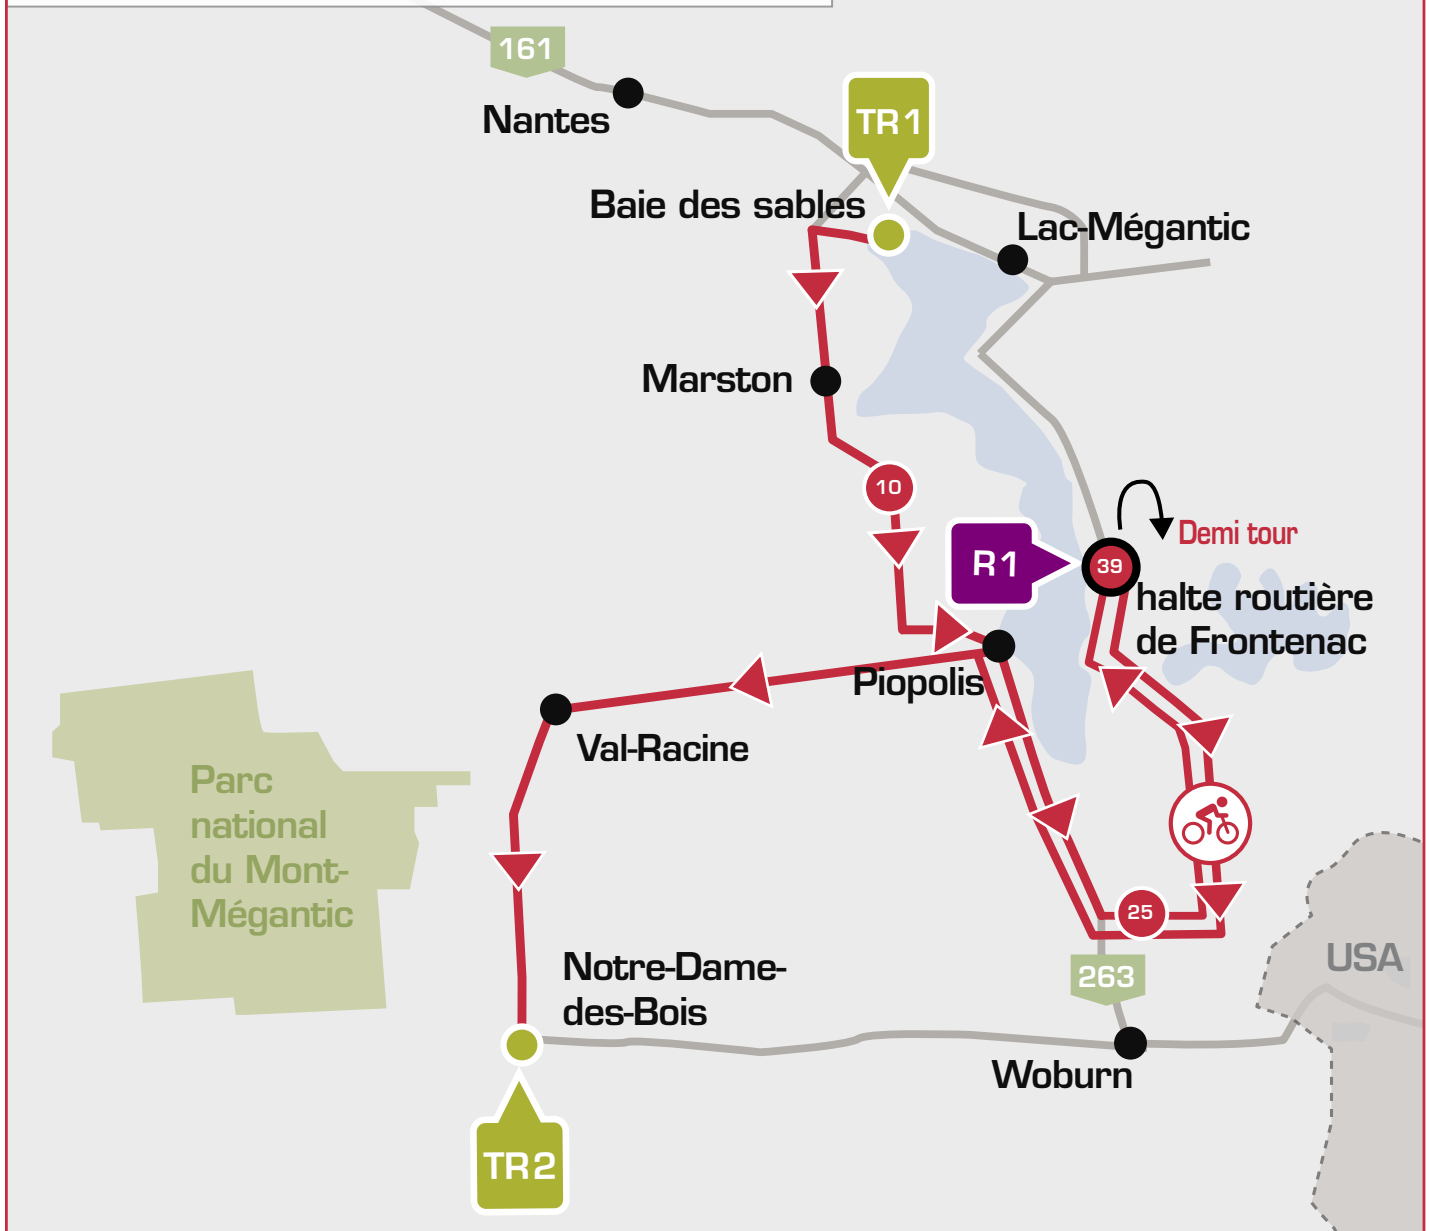 161
Nantes
TR1
Baie des sables
Lac-Mégantic
Marston
10
R1
39
Demi tour
halte routière
de Frontenac
Piopolis
Val-Racine
Parc
national
du Mont-
Mégantic
25
Notre-Dame-
des-Bois
263
USA
Woburn
TR2